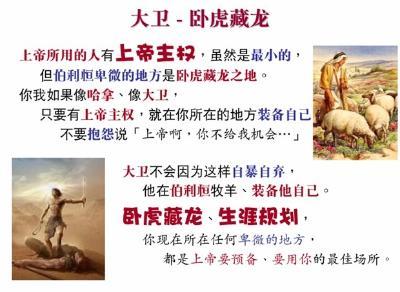 大卫 - 卧虎藏龙
上帝所用的人有上帝主权，虽然是最小的，
但伯利恒卑微的地方是卧虎藏龙之地。
你我如果像哈拿、像大卫，
只要有上帝主权，就在你所在的地方装备自己
不要抱怨说「上帝啊，你不给我机会…」
大卫不会因为这样自暴自弃，
他在伯利恒牧羊、装备他自己。
卧虎藏龙、生涯规划，
你现在所在任何卑微的地方，
都是上帝要预备、要用你的最佳场所。